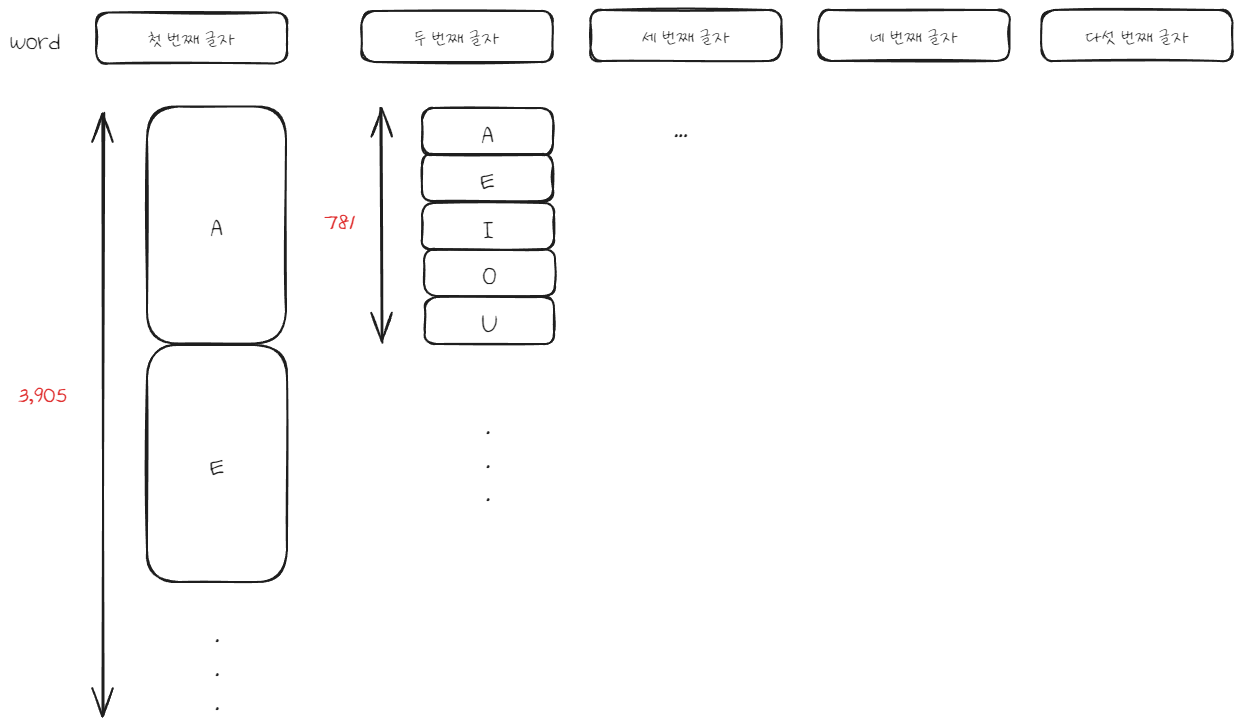 word
첫 번째 글자
두 번째 글자
세 번째 글자
네 번째 글자
다섯 번째 글자
A
A
...
E
781
I
O
U
3,905
E